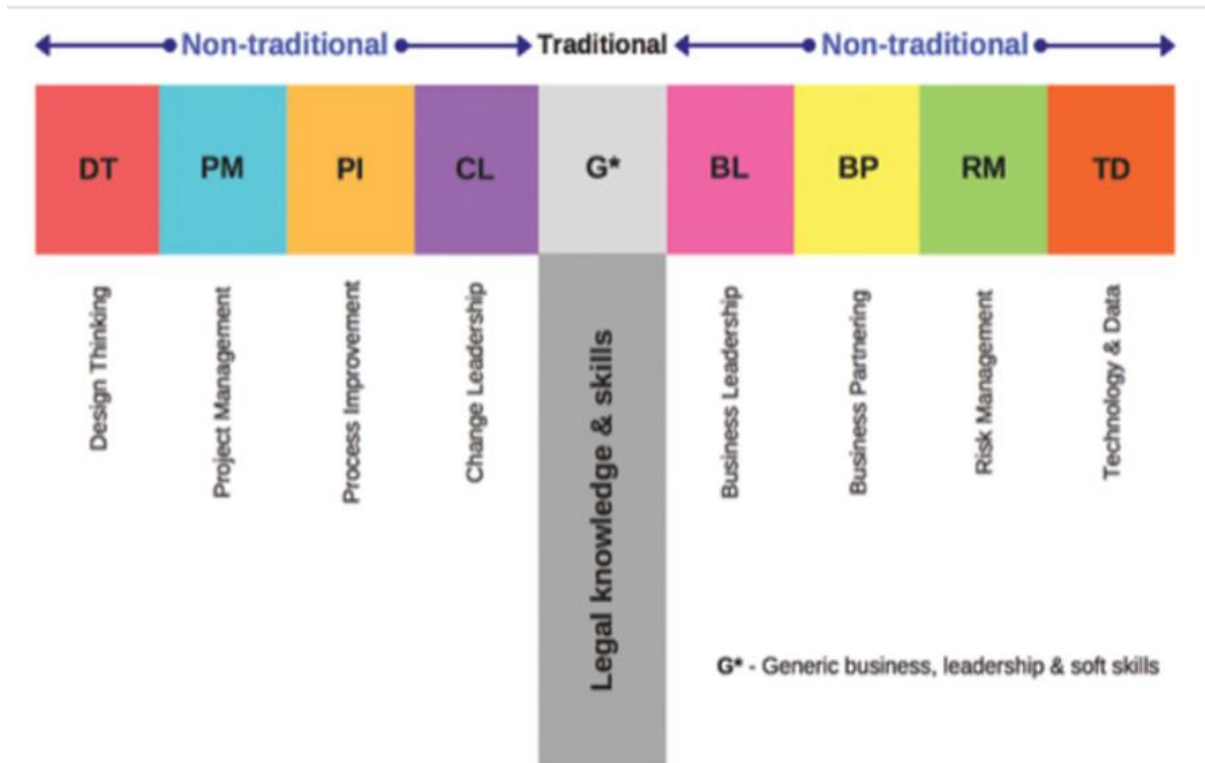 Non-traditional Traditional Non-traditional
DT PM PI CL G* BL BP RM TD
Design Thinking
Project Management
Process Improvement
Change Leadership
Legal knowledge & skills
Business Leadership
Business Partnering
Risk Management
Technology & Data
G* - Generic business, leadership & soft skills